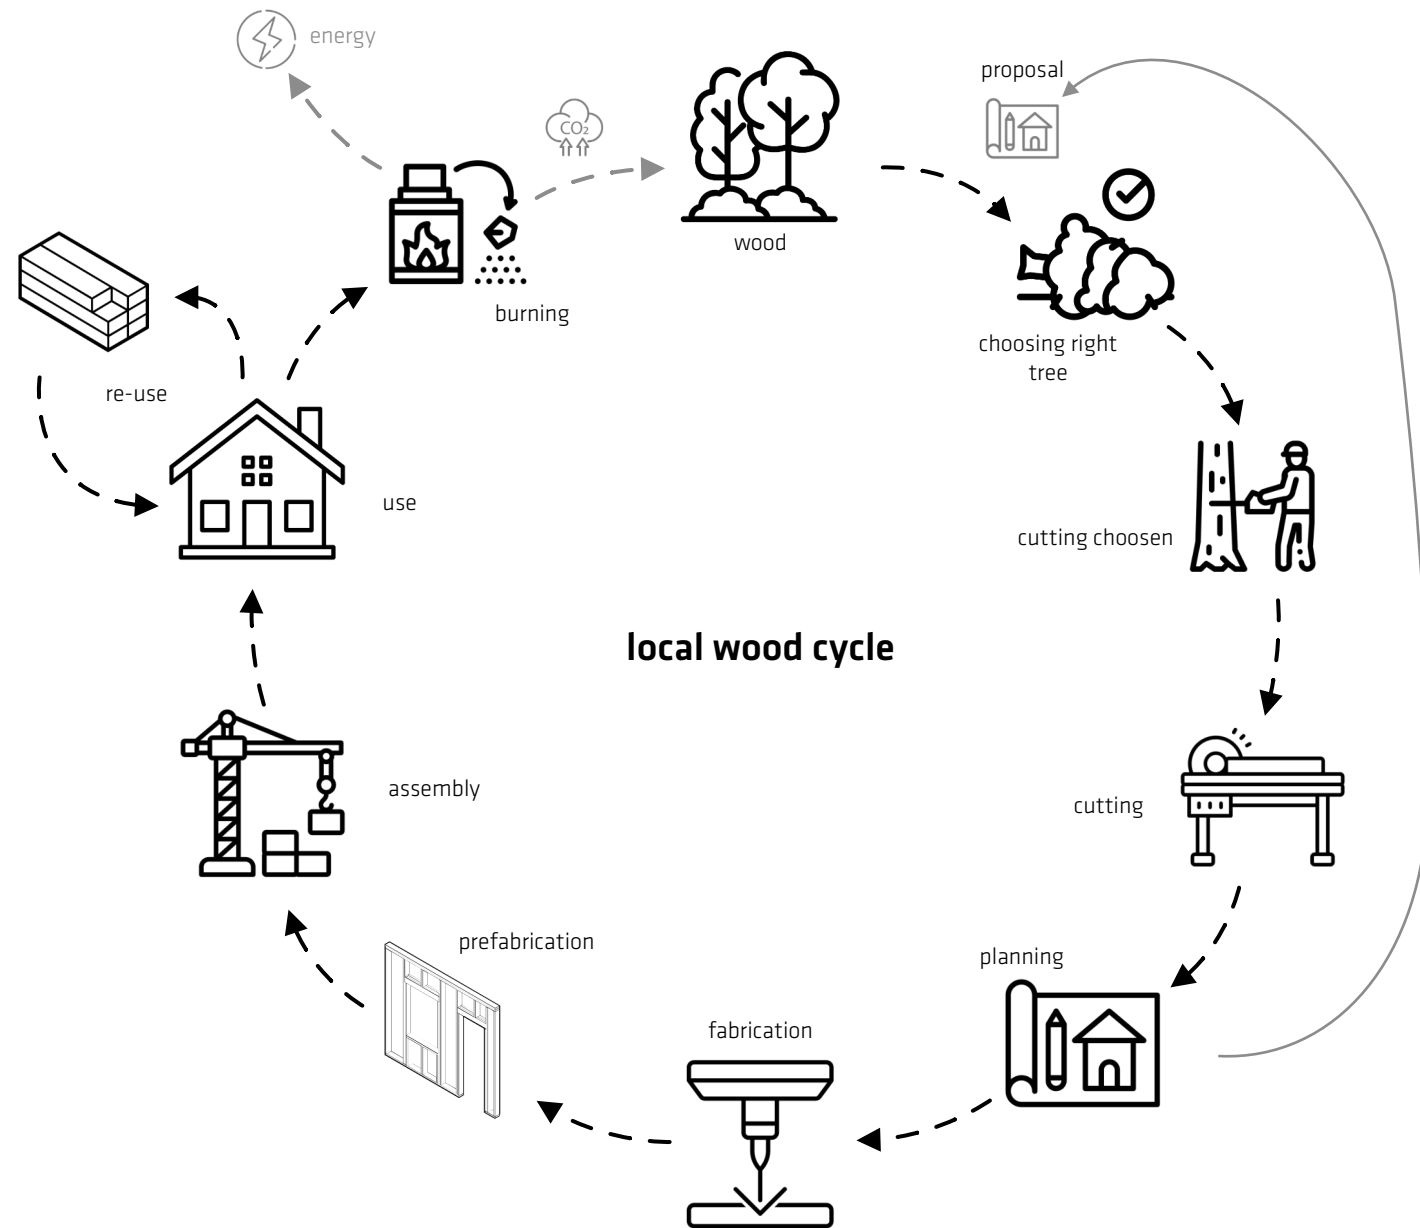 energy
proposal
CO₂
wood
burning
choosing right
tree
re-use
use
cutting choosen
local wood cycle
assembly
cutting
prefabrication
planning
fabrication